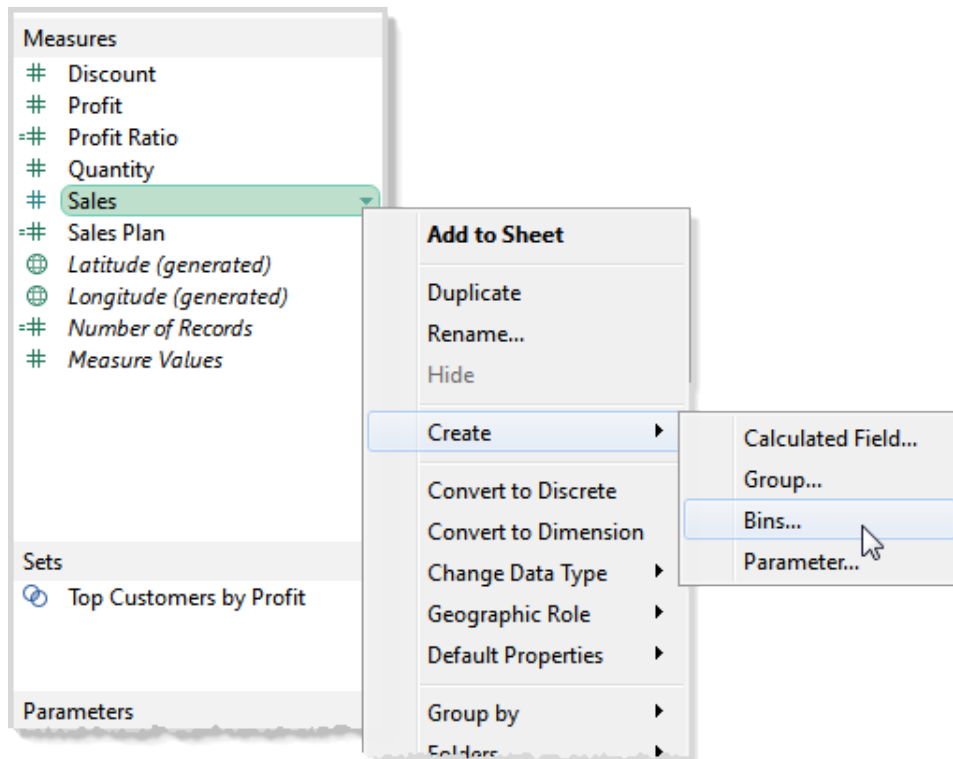 Measures
Discount
Profit
Profit Ratio
Quantity
Sales
Sales Plan
Latitude (generated)
Longitude (generated)
Number of Records
Measure Values
Sets
Top Customers by Profit
Parameters
Add to Sheet
Duplicate
Rename...
Hide
Create
Convert to Discrete
Convert to Dimension
Change Data Type
Geographic Role
Default Properties
Group by
Folders
Calculated Field...
Group...
Bins...
Parameter...